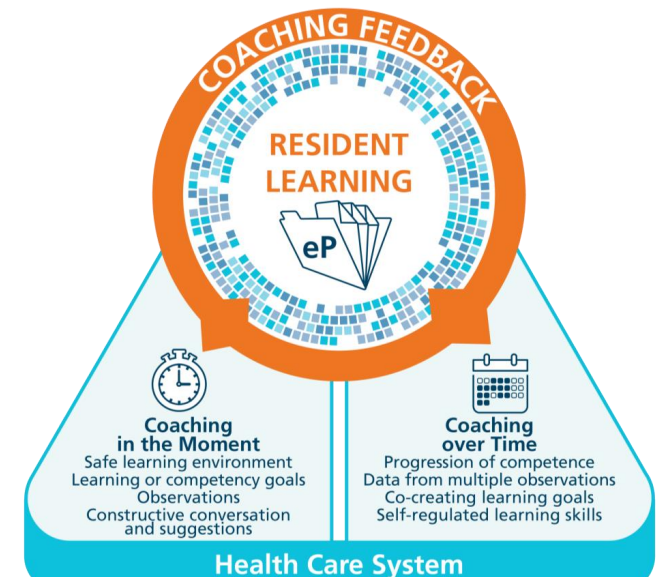 COACHING FEEDBACK
RESIDENT
LEARNING
eP
Coaching
in the Moment
Safe learning environment
Learning or competency goals
Observations
Constructive conversation
and suggestions
Coaching
over Time
Progression of competence
Data from multiple observations
Co-creating learning goals
Self-regulated learning skills
Health Care System